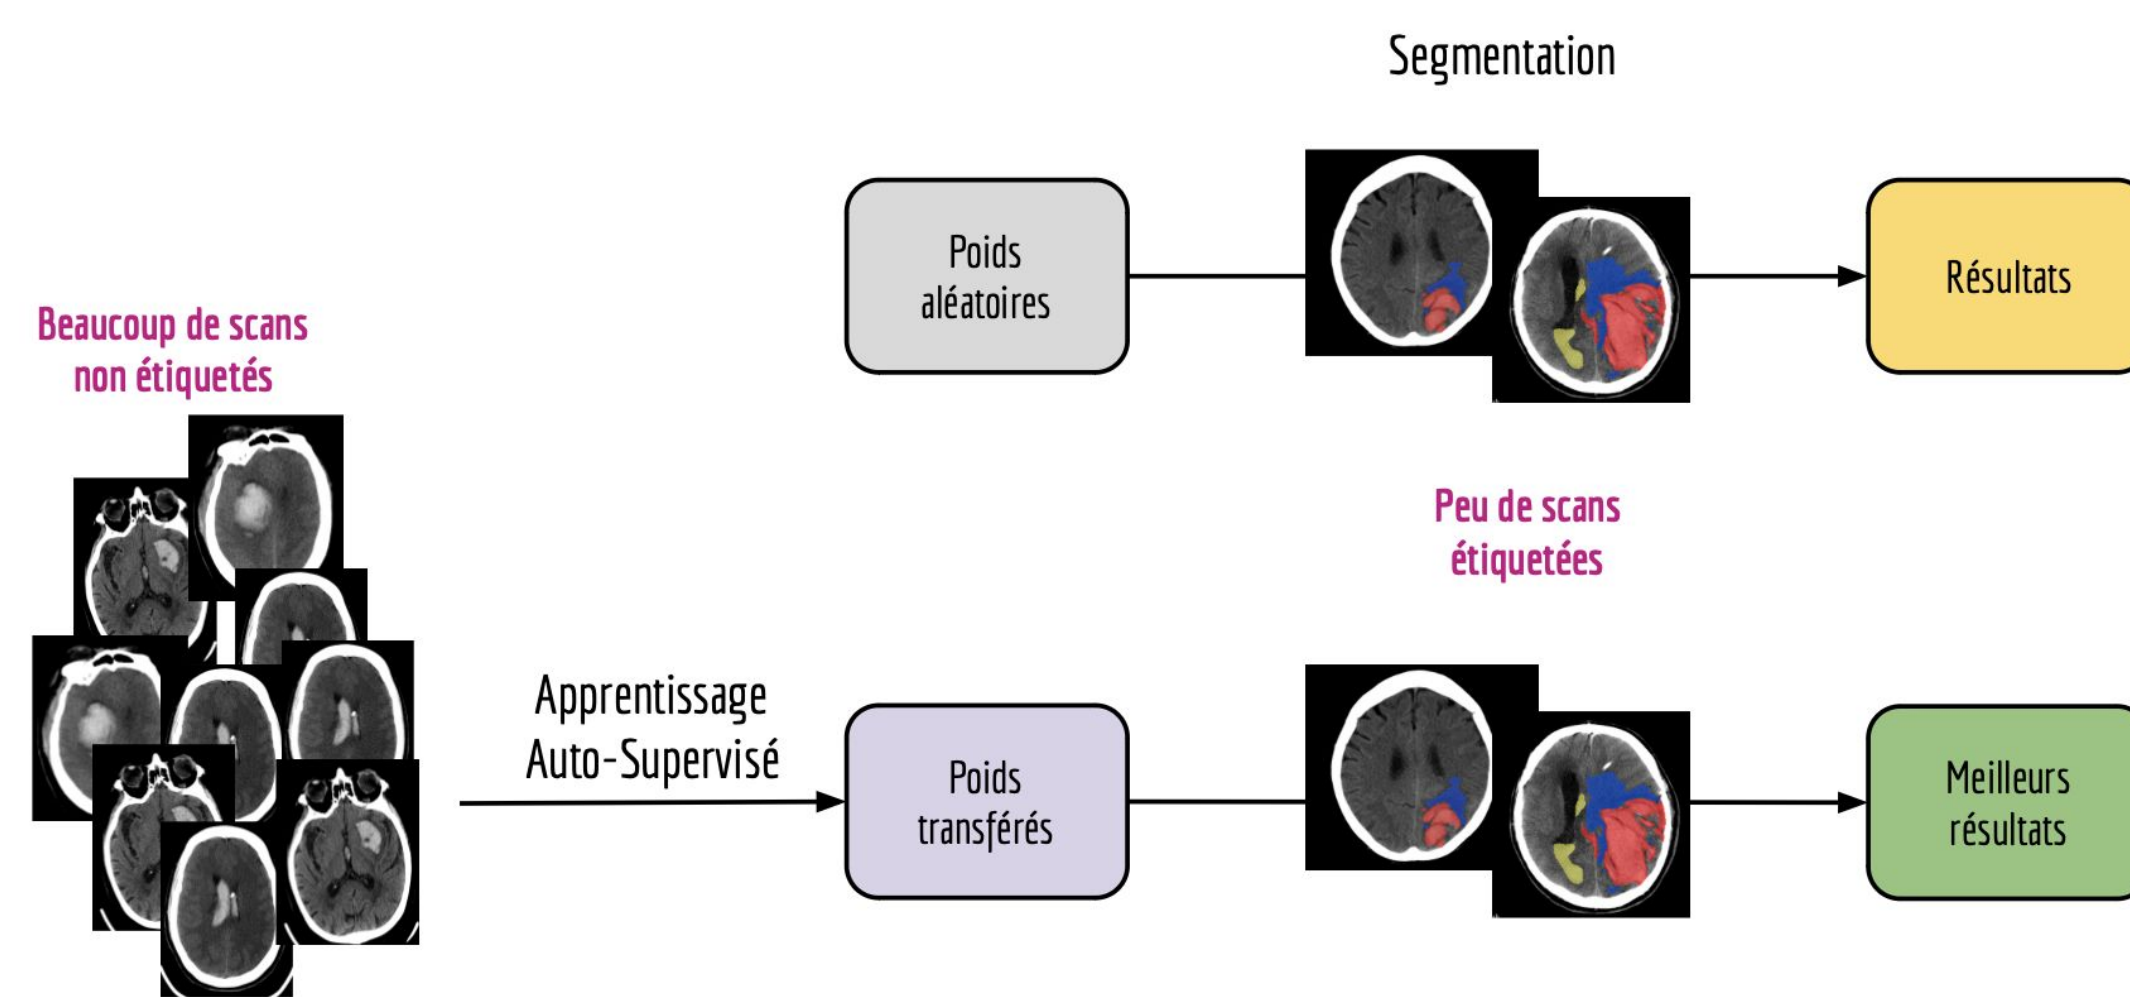 Segmentation
Poids
aléatoires
Résultats
Beaucoup de scans
non étiquetés
Peu de scans
étiquetées
Apprentissage
Auto-Supervisé
Poids
transférés
Meilleurs
résultats